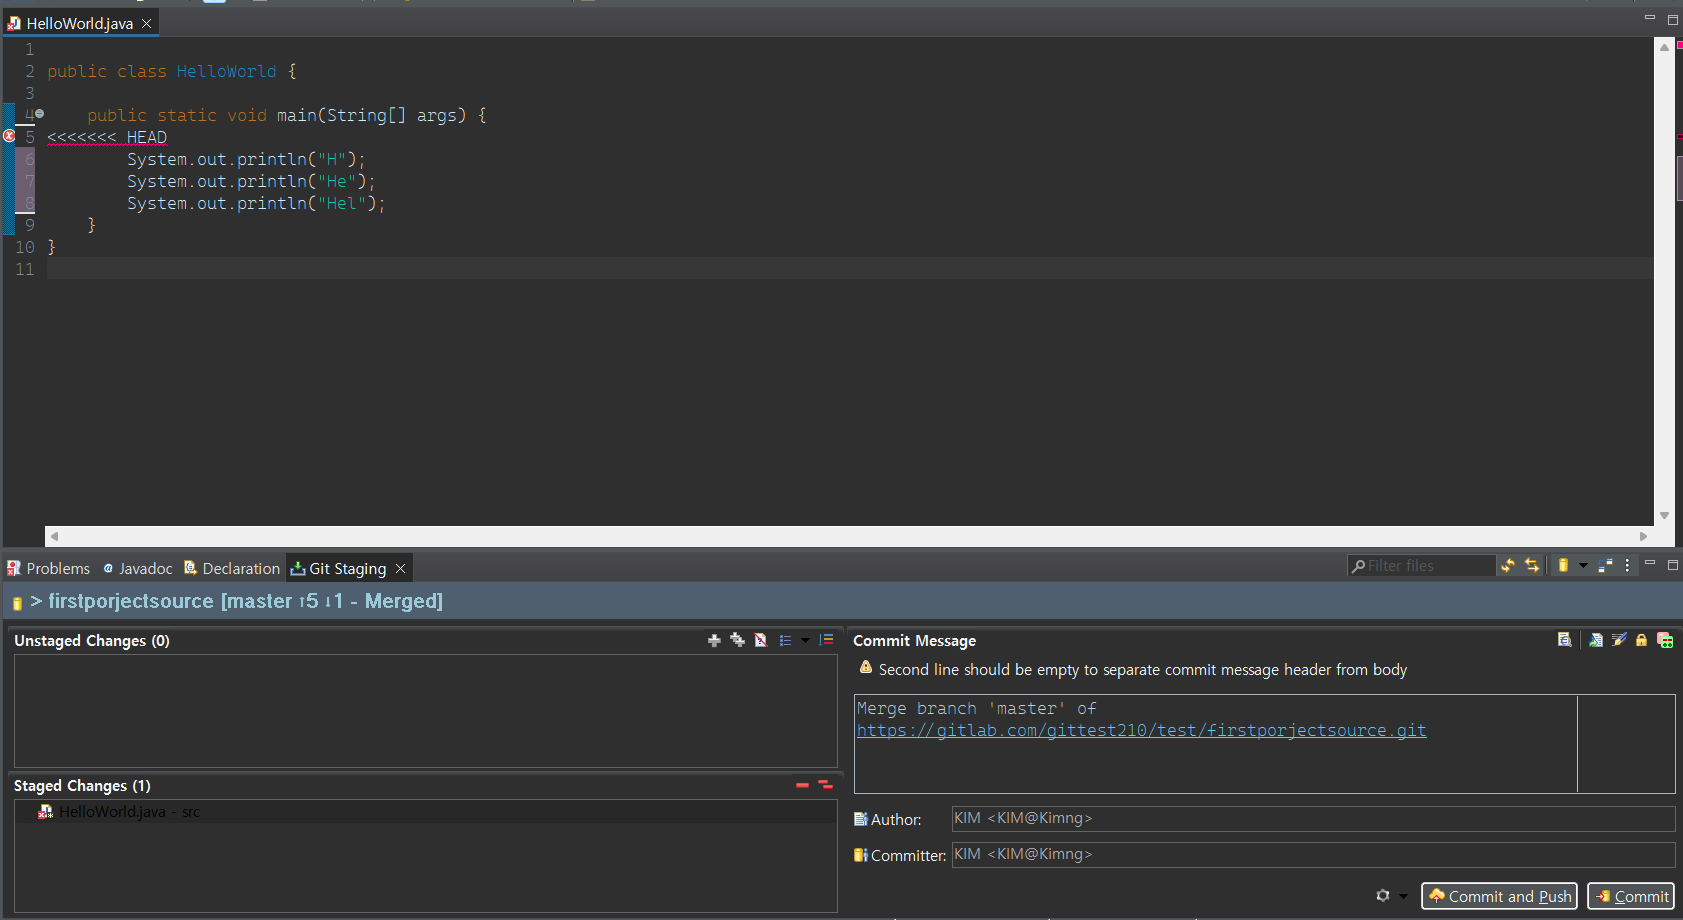 HelloWorld.java
1
2 public class HelloWorld {
3
4 public static void main(String[] args) {
5 <<<<<<< HEAD
6 System.out.println("H");
7 System.out.println("He");
8 System.out.println("Hel");
9 }
10 }
11
Problems @ Javadoc Declaration Git Staging Filter files
> firstporjectsource [master ↑5 ↓1 - Merged]
Unstaged Changes (0)
Staged Changes (1)
HelloWorld.java - src
Commit Message
Second line should be empty to separate commit message header from body
Merge branch 'master' of
https://gitlab.com/gittest210/test/firstporjectsource.git
Author: KIM <KIM@Kimng>
Committer: KIM <KIM@Kimng>
Commit and Push Commit